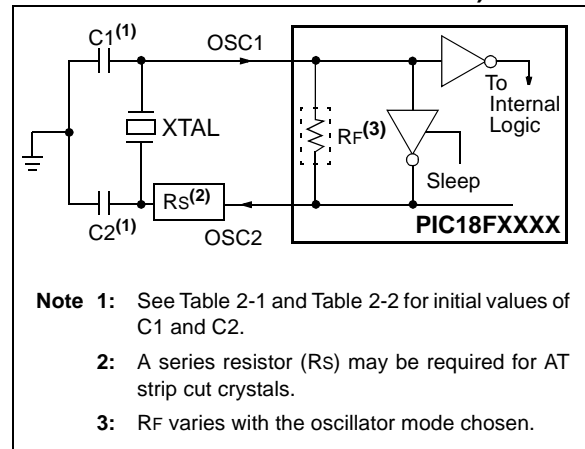 C1(1)
OSC1
To
Internal
Logic
XTAL
RF(3)
Sleep
C2(1)
RS(2)
OSC2
PIC18FXXXX
Note 1: See Table 2-1 and Table 2-2 for initial values of
C1 and C2.
2: A series resistor (RS) may be required for AT
strip cut crystals.
3: RF varies with the oscillator mode chosen.